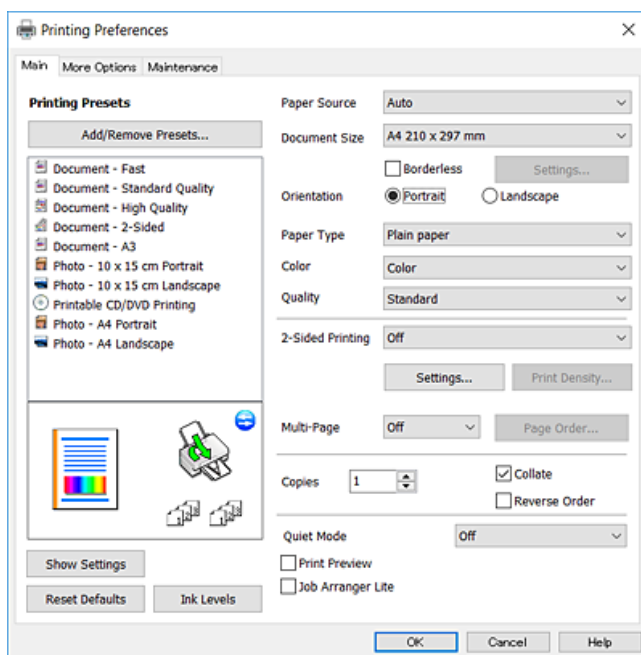 Printing Preferences
Main
More Options
Maintenance
Printing Presets
Add/Remove Presets...
Document - Fast
Document - Standard Quality
Document - High Quality
Document - 2-Sided
Document - A3
Photo - 10 x 15 cm Portrait
Photo - 10 x 15 cm Landscape
Printable CD/DVD Printing
Photo - A4 Portrait
Photo - A4 Landscape
Show Settings
Reset Defaults
Ink Levels
Paper Source
Auto
Document Size
A4 210 x 297 mm
Borderless
Settings...
Orientation
Portrait
Landscape
Paper Type
Plain paper
Color
Color
Quality
Standard
2-Sided Printing
Off
Settings...
Print Density...
Multi-Page
Off
Page Order...
Copies
1
Collate
Reverse Order
Quiet Mode
Off
Print Preview
Job Arranger Lite
OK
Cancel
Help